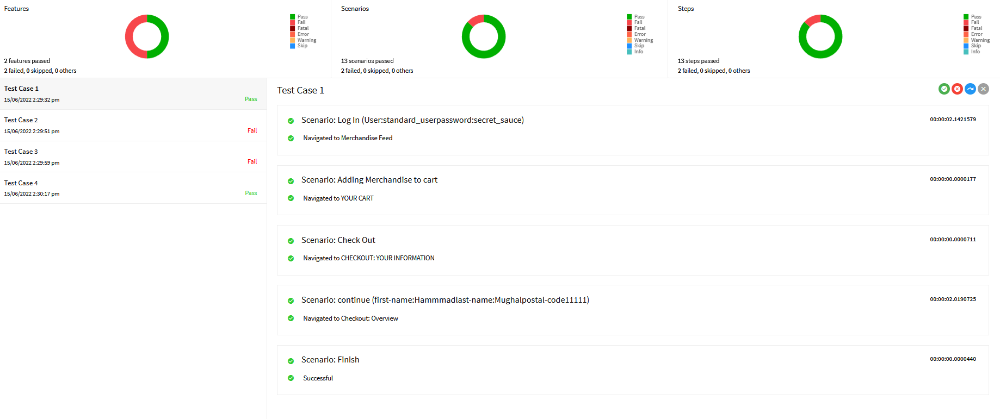 Features
Pass
Fail
Fatal
Error
Warning
Skip
2 features passed
2 failed, 0 skipped, 0 others
Scenarios
Pass
Fail
Fatal
Error
Warning
Skip
Info
13 scenarios passed
2 failed, 0 skipped, 0 others
Steps
Pass
Fail
Fatal
Error
Warning
Skip
Info
13 steps passed
2 failed, 0 skipped, 0 others
Test Case 1
15/06/2022 2:29:32 pm
Pass
Test Case 2
15/06/2022 2:29:51 pm
Fail
Test Case 3
15/06/2022 2:29:59 pm
Fail
Test Case 4
15/06/2022 2:30:17 pm
Pass
Test Case 1
Scenario: Log In (User:standard_userpassword:secret_sauce)
00:00:02.1421579
Navigated to Merchandise Feed
Scenario: Adding Merchandise to cart
00:00:00.0000177
Navigated to YOUR CART
Scenario: Check Out
00:00:00.0000711
Navigated to CHECKOUT: YOUR INFORMATION
Scenario: continue (first-name:Hammmadlast-name:Mughalpostal-code11111)
00:00:02.0190725
Navigated to Checkout: Overview
Scenario: Finish
00:00:00.0000440
Successful